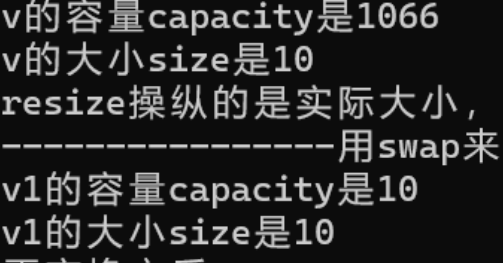 v的容量capacity是1066
v的大小size是10
resize操纵的是实际大小，
----------------用swap来
v1的容量capacity是10
v1的大小size是10